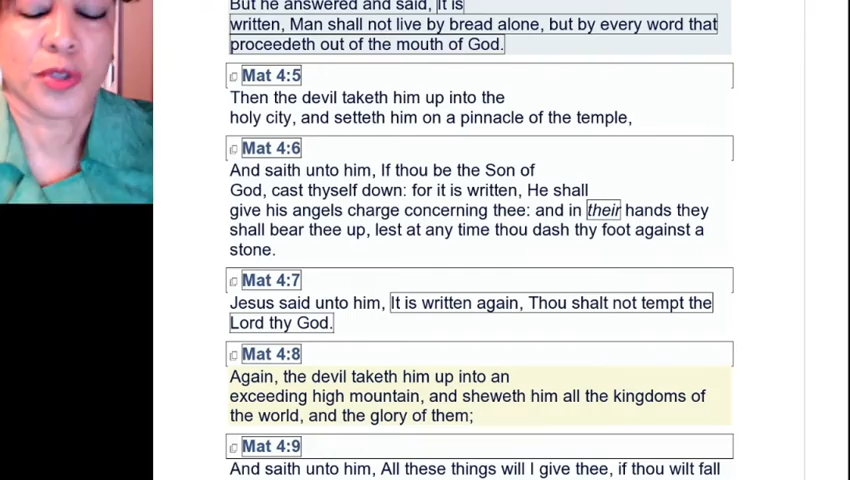 But he answered and said, It is
written, Man shall not live by bread alone, but by every word that
proceedeth out of the mouth of God.
Mat 4:5
Then the devil taketh him up into the
holy city, and setteth him on a pinnacle of the temple,
Mat 4:6
And saith unto him, If thou be the Son of
God, cast thyself down: for it is written, He shall
give his angels charge concerning thee: and in their hands they
shall bear thee up, lest at any time thou dash thy foot against a
stone.
Mat 4:7
Jesus said unto him, It is written again, Thou shalt not tempt the
Lord thy God.
Mat 4:8
Again, the devil taketh him up into an
exceeding high mountain, and sheweth him all the kingdoms of
the world, and the glory of them;
Mat 4:9
And saith unto him, All these things will I give thee, if thou wilt fall